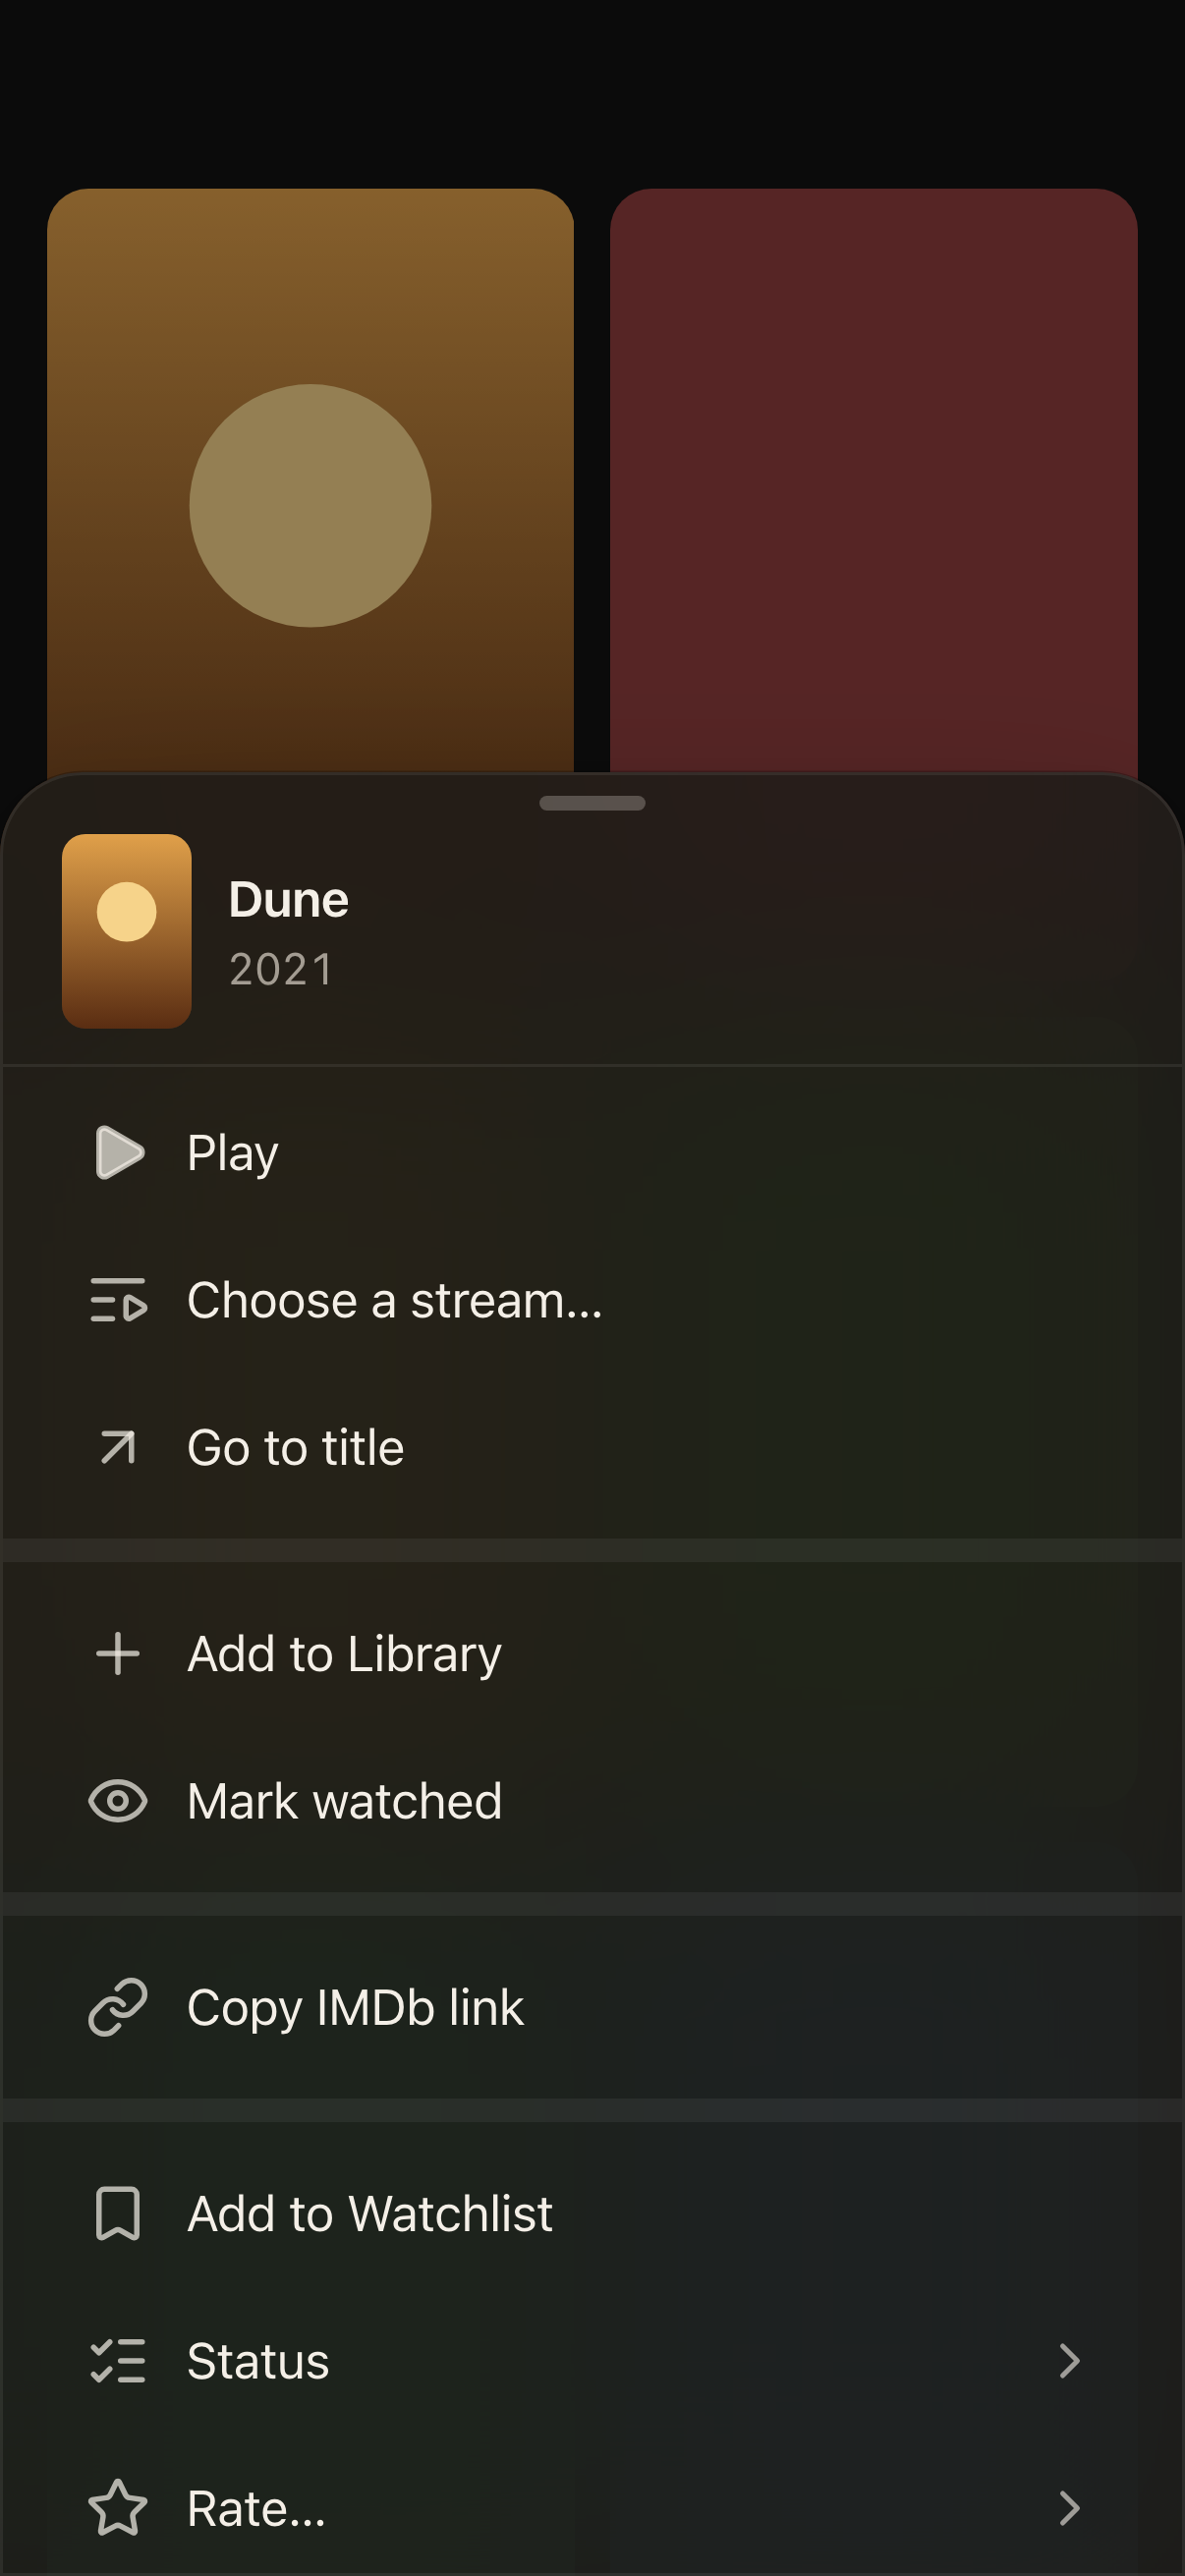 Dune
2021
Play
Choose a stream...
Go to title
Add to Library
Mark watched
Copy IMDb link
Add to Watchlist
Status
Rate...